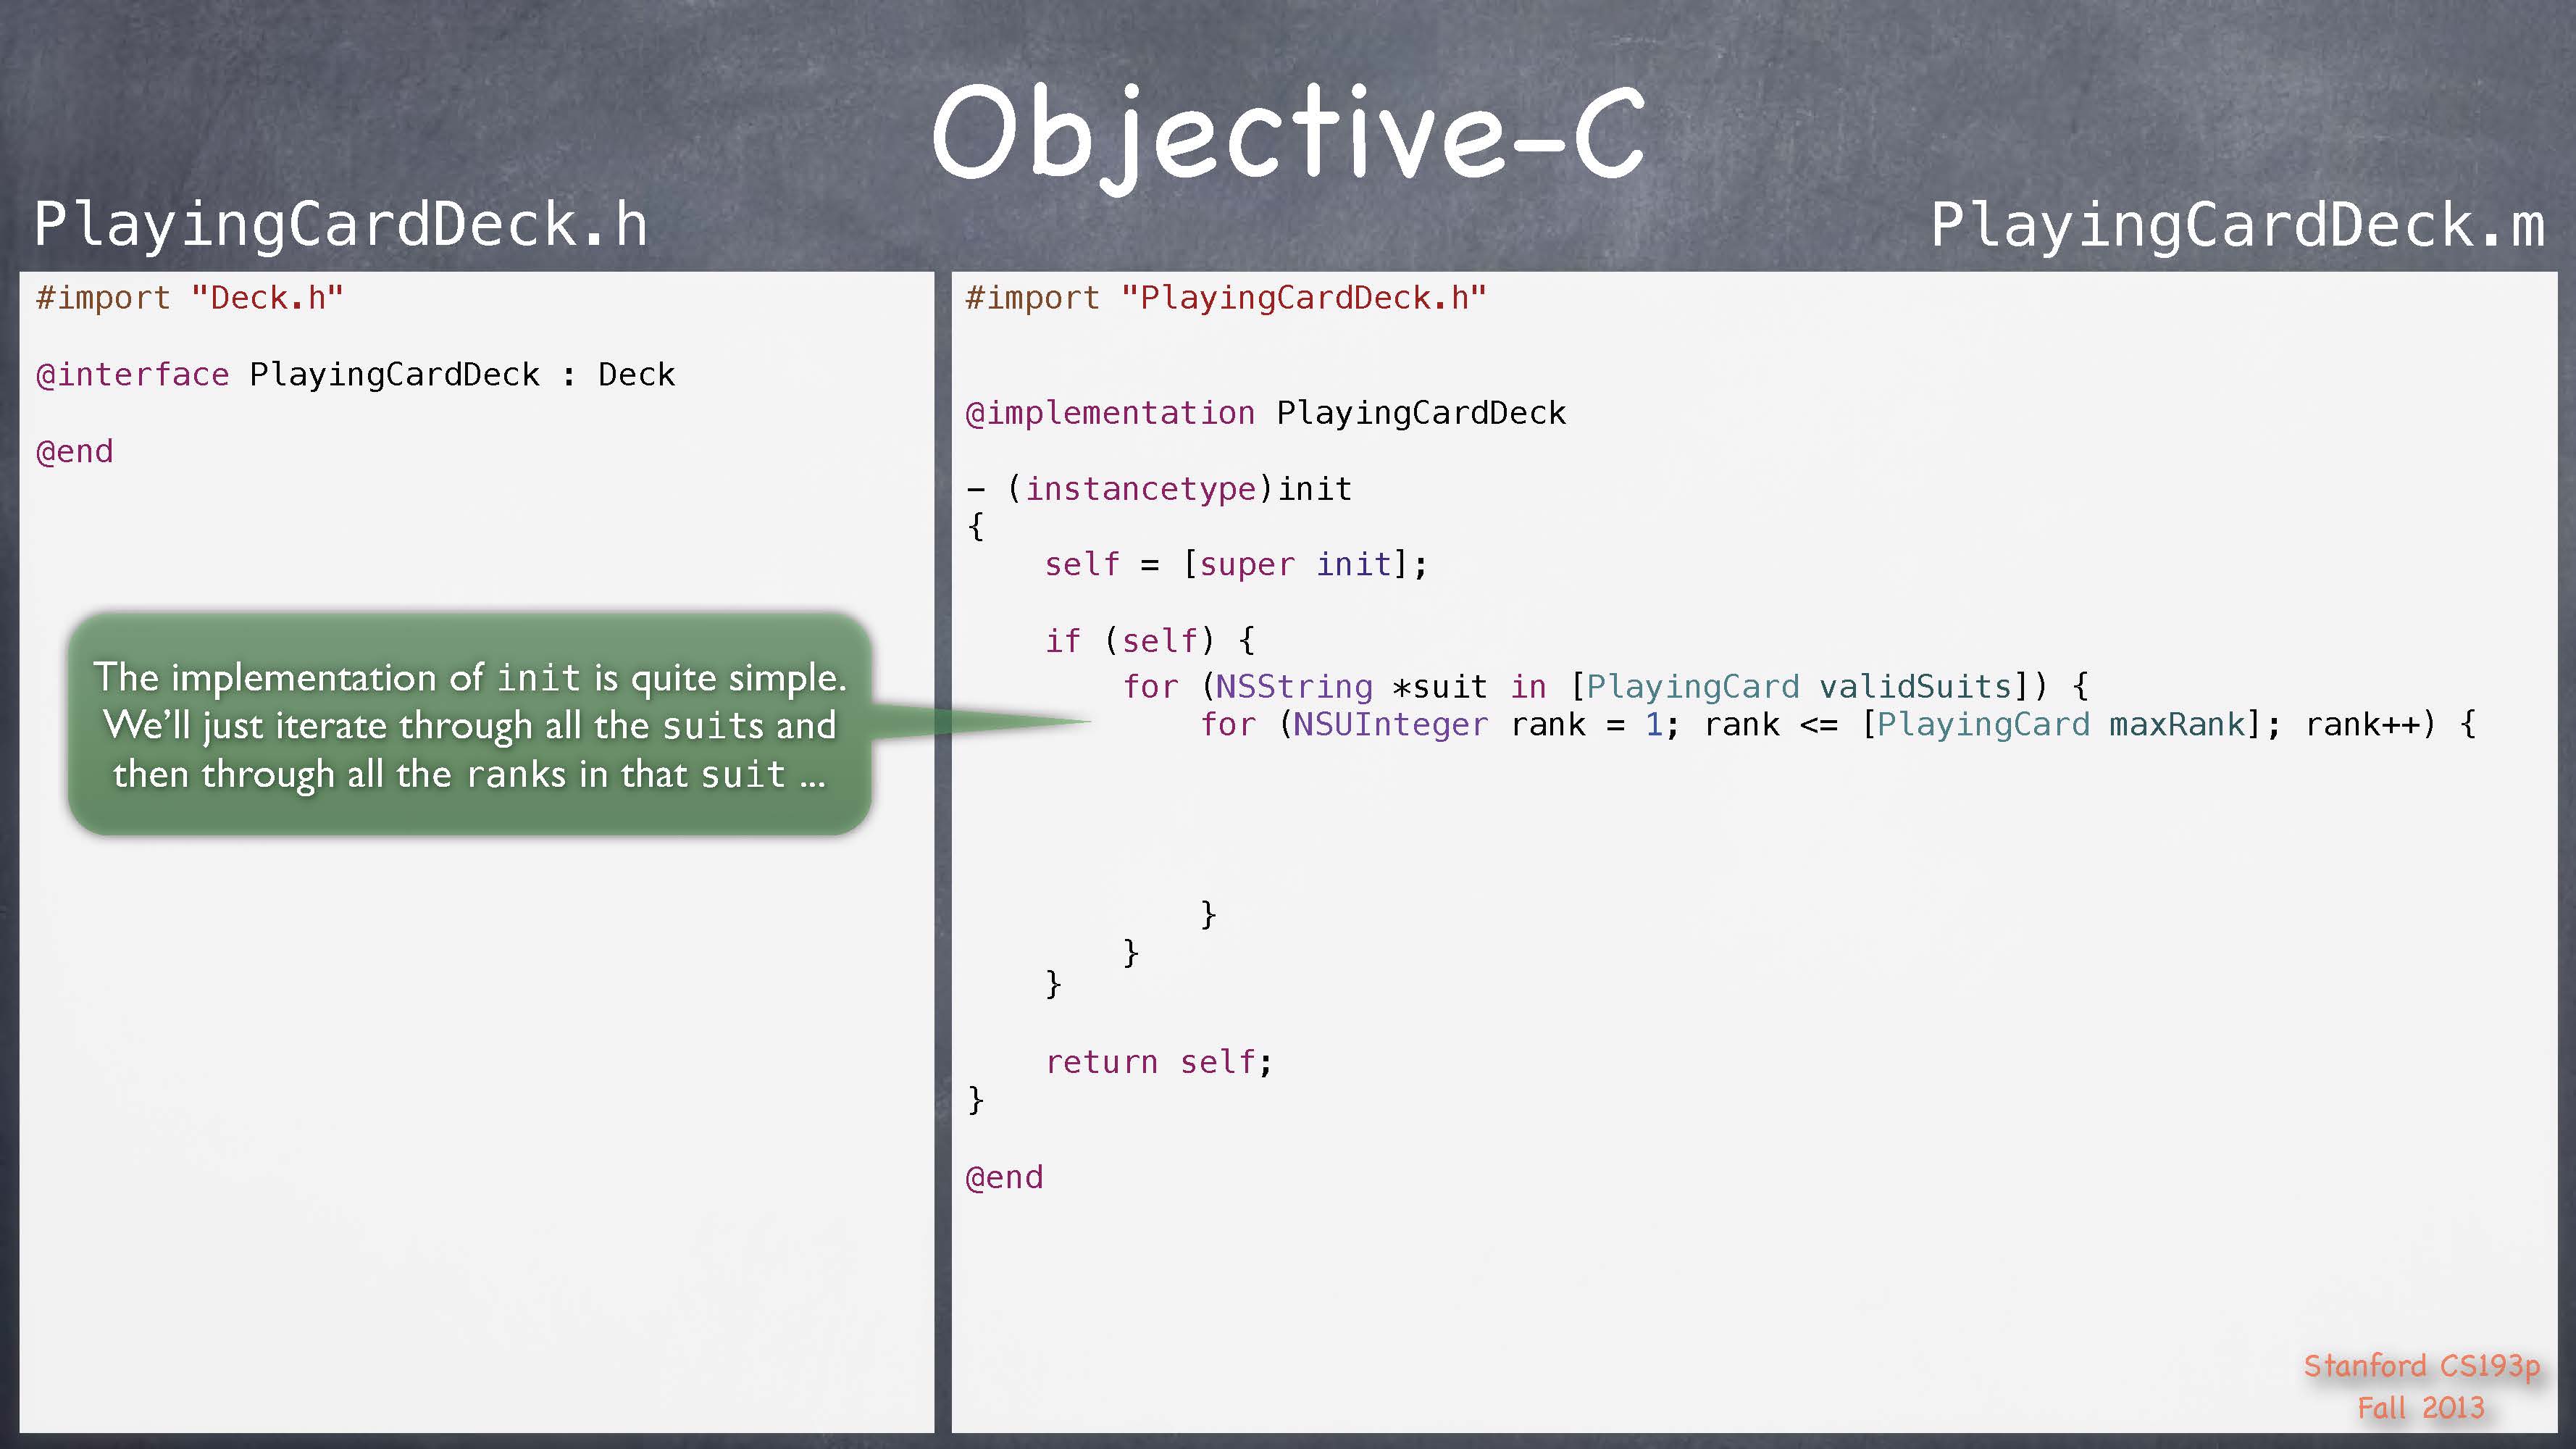 Objective-C
PlayingCardDeck.h
#import "Deck.h"
@interface PlayingCardDeck : Deck
@end
The implementation of init is quite simple.
We’ll just iterate through all the suits and
then through all the ranks in that suit ...
PlayingCardDeck.m
#import "PlayingCardDeck.h"
@implementation PlayingCardDeck
- (instancetype)init
{
    self = [super init];
    if (self) {
        for (NSString *suit in [PlayingCard validSuits]) {
            for (NSUInteger rank = 1; rank <= [PlayingCard maxRank]; rank++) {
            }
        }
    }
    return self;
}
@end
Stanford CS193p
Fall 2013